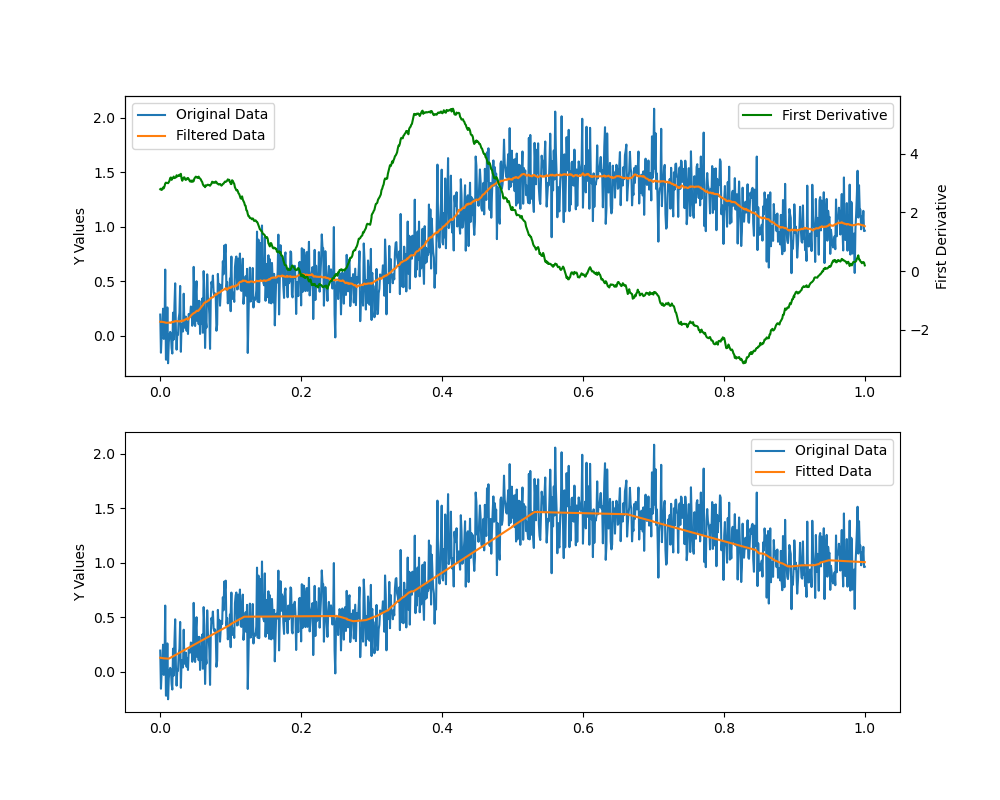 Original Data
Filtered Data
First Derivative
2.0
1.5
1.0
0.5
0.0
Y Values
4
2
0
−2
First Derivative
0.0 0.2 0.4 0.6 0.8 1.0
Original Data
Fitted Data
2.0
1.5
1.0
0.5
0.0
Y Values
0.0 0.2 0.4 0.6 0.8 1.0